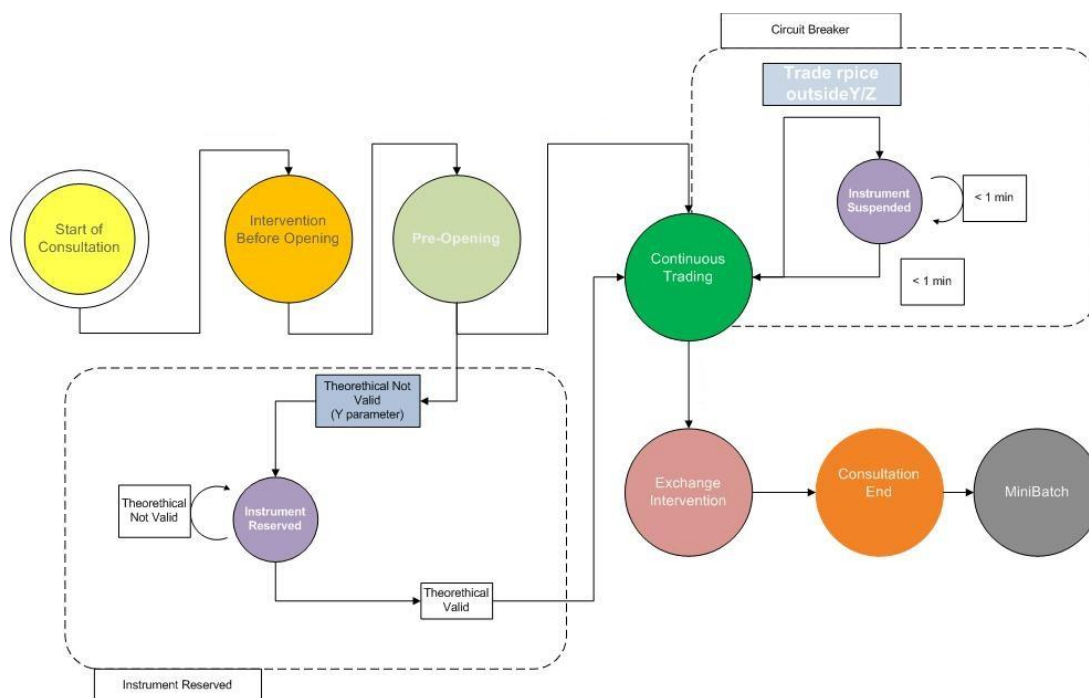 Circuit Breaker
Trade rpice
outsideY/Z
Start of
Consultation
Intervention
Before Opening
Pre-Opening
Continuous
Trading
Instrument
Suspended
< 1 min
< 1 min
Theorethical Not
Valid
(Y parameter)
Theorethical
Not Valid
Instrument
Reserved
Theorethical
Valid
Exchange
Intervention
Consultation
End
MiniBatch
Instrument Reserved